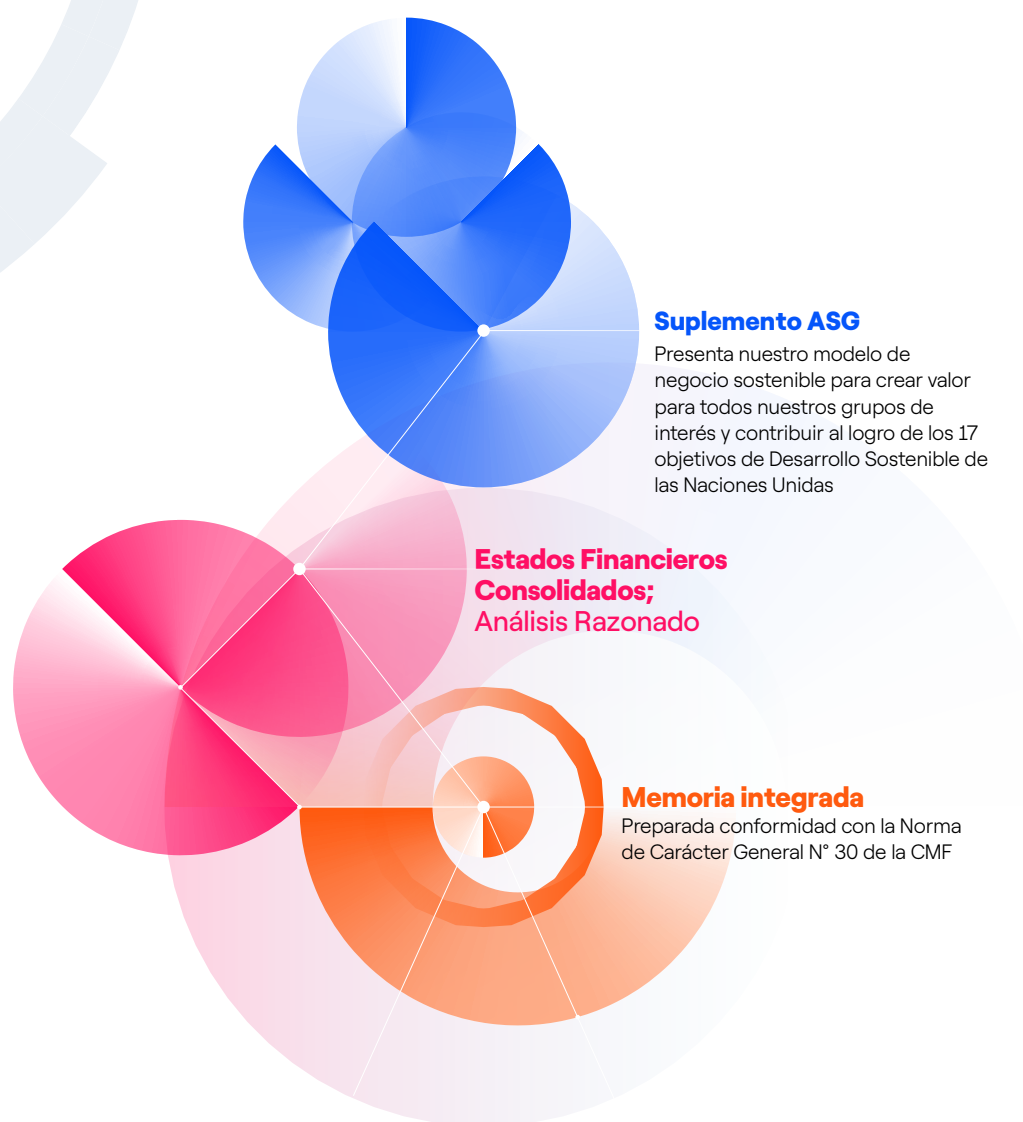 Suplemento ASG
Presenta nuestro modelo de
negocio sostenible para crear valor
para todos nuestros grupos de
interés y contribuir al logro de los 17
objetivos de Desarrollo Sostenible de
las Naciones Unidas
Estados Financieros
Consolidados;
Análisis Razonado
Memoria integrada
Preparada conformidad con la Norma
de Carácter General N° 30 de la CMF